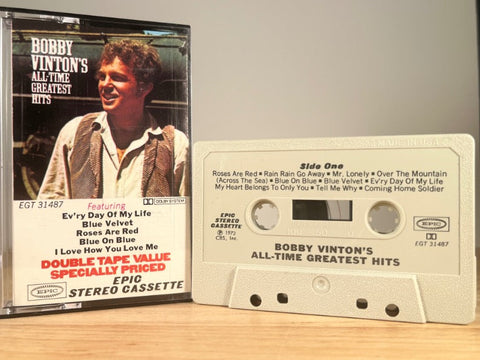 BOBBY
VINTON'S
ALL-TIME
GREATEST
HITS
EGT 31487
DOLBY SYSTEM
Featuring
Ev'ry Day Of My Life
Blue Velvet
Roses Are Red
Blue On Blue
I Love How You Love Me
DOUBLE TAPE VALUE
SPECIALLY PRICED
EPIC
EPIC
STEREO CASSETTE
MADE IN U.S.A.
Side One
Roses Are Red ■ Rain Rain Go Away ■ Mr. Lonely ■ Over The Mountain
(Across The Sea) ■ Blue On Blue ■ Blue Velvet ■ Ev'ry Day Of My Life
My Heart Belongs To Only You ■ Tell Me Why ■ Coming Home Soldier
EPIC
STEREO
CASSETTE
℗ 1972
CBS, Inc.
EPIC
EGT 31487
BOBBY VINTON'S
ALL-TIME GREATEST HITS